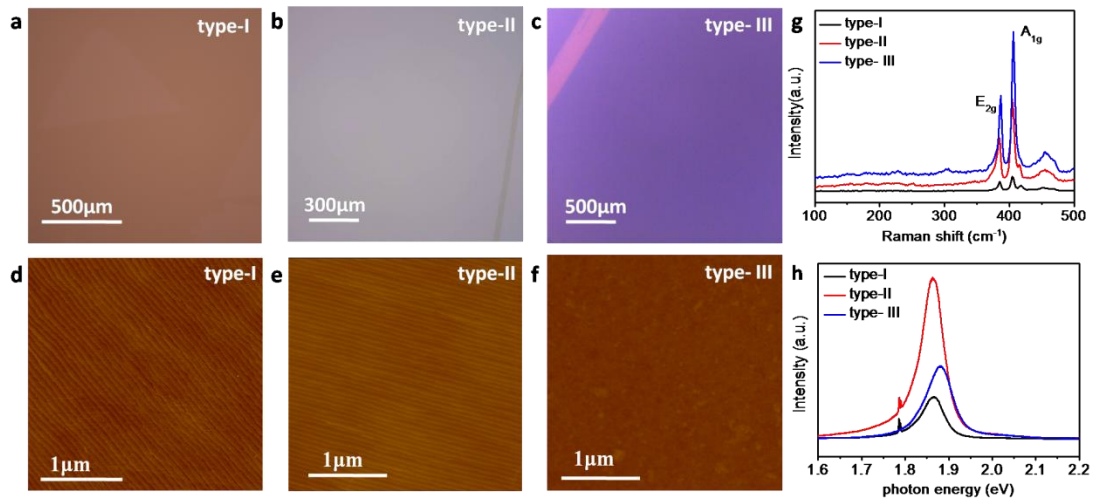 a
type-I
500μm
b
type-II
300μm
c
type- III
500μm
d
type-I
1μm
e
type-II
1μm
f
type- III
1μm
g
type-I
type-II
type- III
E2g
A1g
Intensity(a.u.)
100 200 300 400 500
Raman shift (cm-1)
h
type-I
type-II
type- III
Intensity (a.u.)
1.6 1.8 1.9 2.0 2.1 2.2
photon energy (eV)